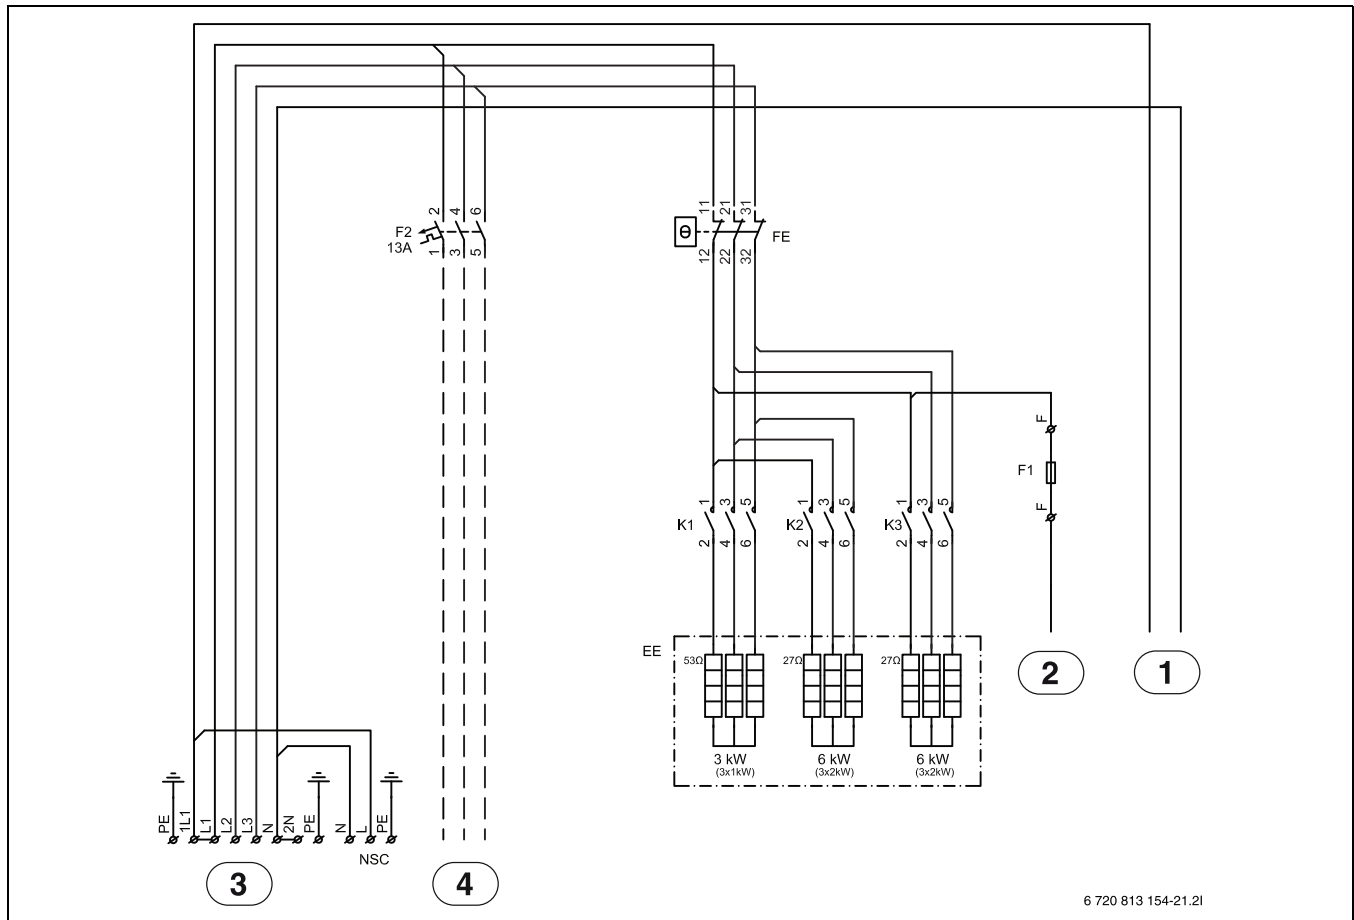 2 4 6
F2
13A
1 3 5
11 21 31
θ
FE
12 22 32
F
F1
F
1 3 5
K1
2 4 6
1 3 5
K2
2 4 6
1 3 5
K3
2 4 6
EE
53Ω
27Ω
27Ω
3 kW
(3x1kW)
6 kW
(3x2kW)
6 kW
(3x2kW)
2
1
PE 1L1 L1 L2 L3 N 2N PE N L PE
NSC
3
4
6 720 813 154-21.2I